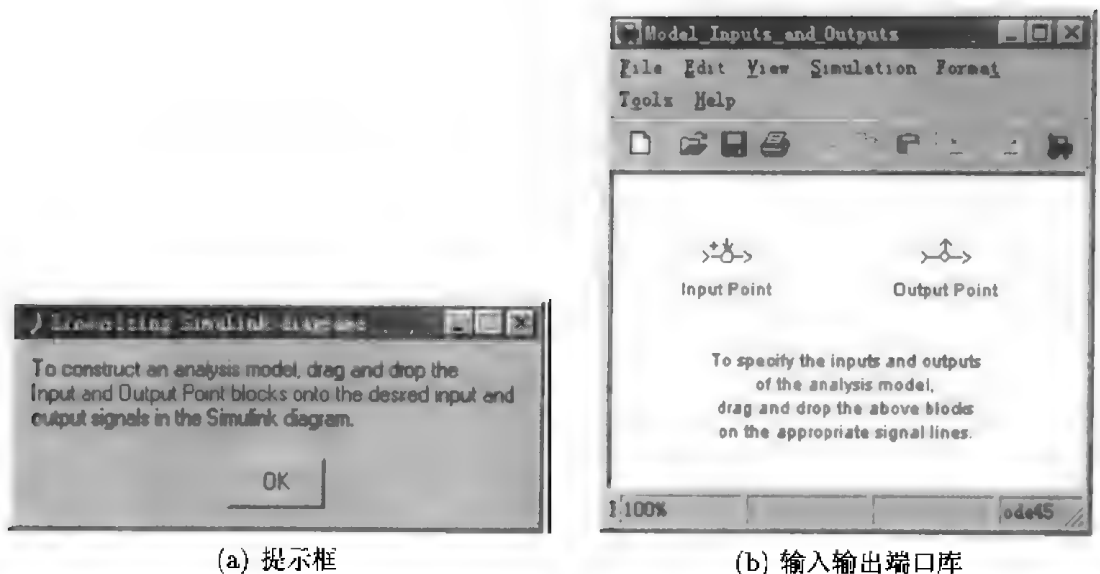 Simulink
To construct an analysis model, drag and drop the
Input and Output Point blocks onto the desired input and
output signals in the Simulink diagram.
OK
(a) 提示框
Model_Inputs_and_Outputs
File Edit View Simulation Format
Tools Help
Input Point
Output Point
To specify the inputs and outputs
of the analysis model,
drag and drop the above blocks
on the appropriate signal lines.
100%
ode45
(b) 输入输出端口库